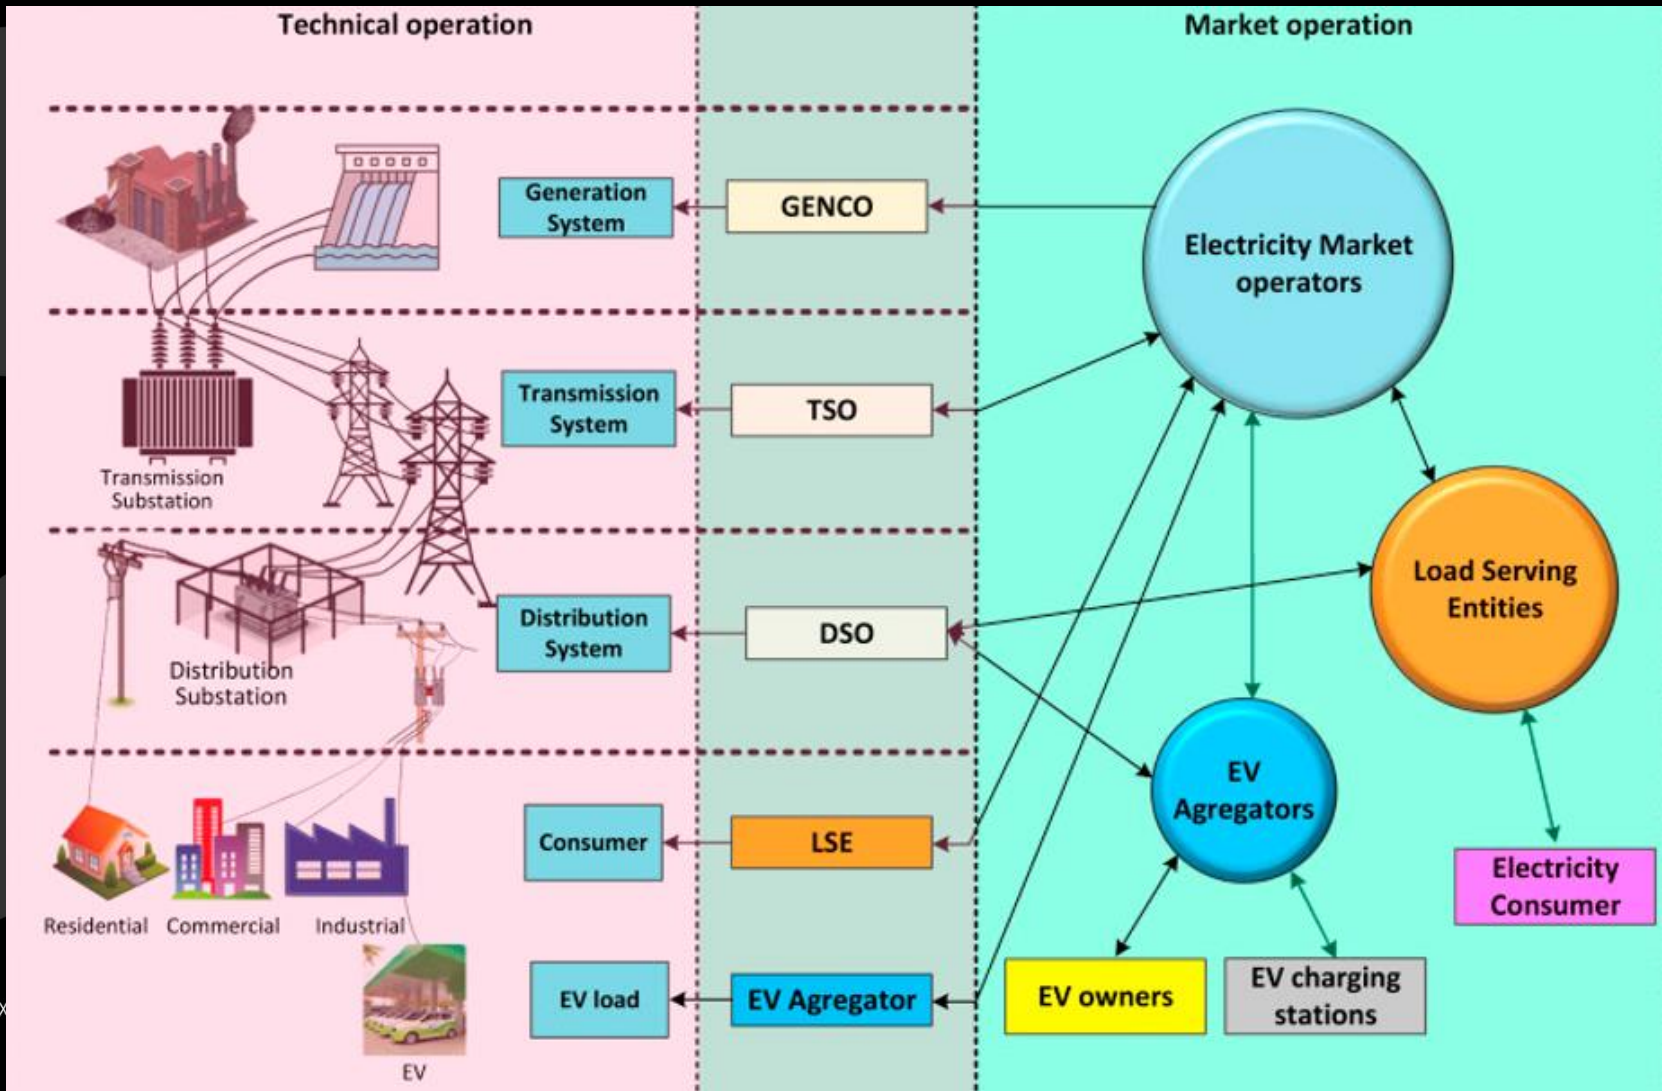 Technical operation
Market operation
Generation
System
GENCO
Electricity Market
operators
Transmission
System
TSO
Transmission
Substation
Load Serving
Entities
Distribution
System
DSO
Distribution
Substation
EV
Agregators
Consumer
LSE
Electricity
Consumer
Residential
Commercial
Industrial
EV load
EV Agregator
EV owners
EV charging
stations
x
EV